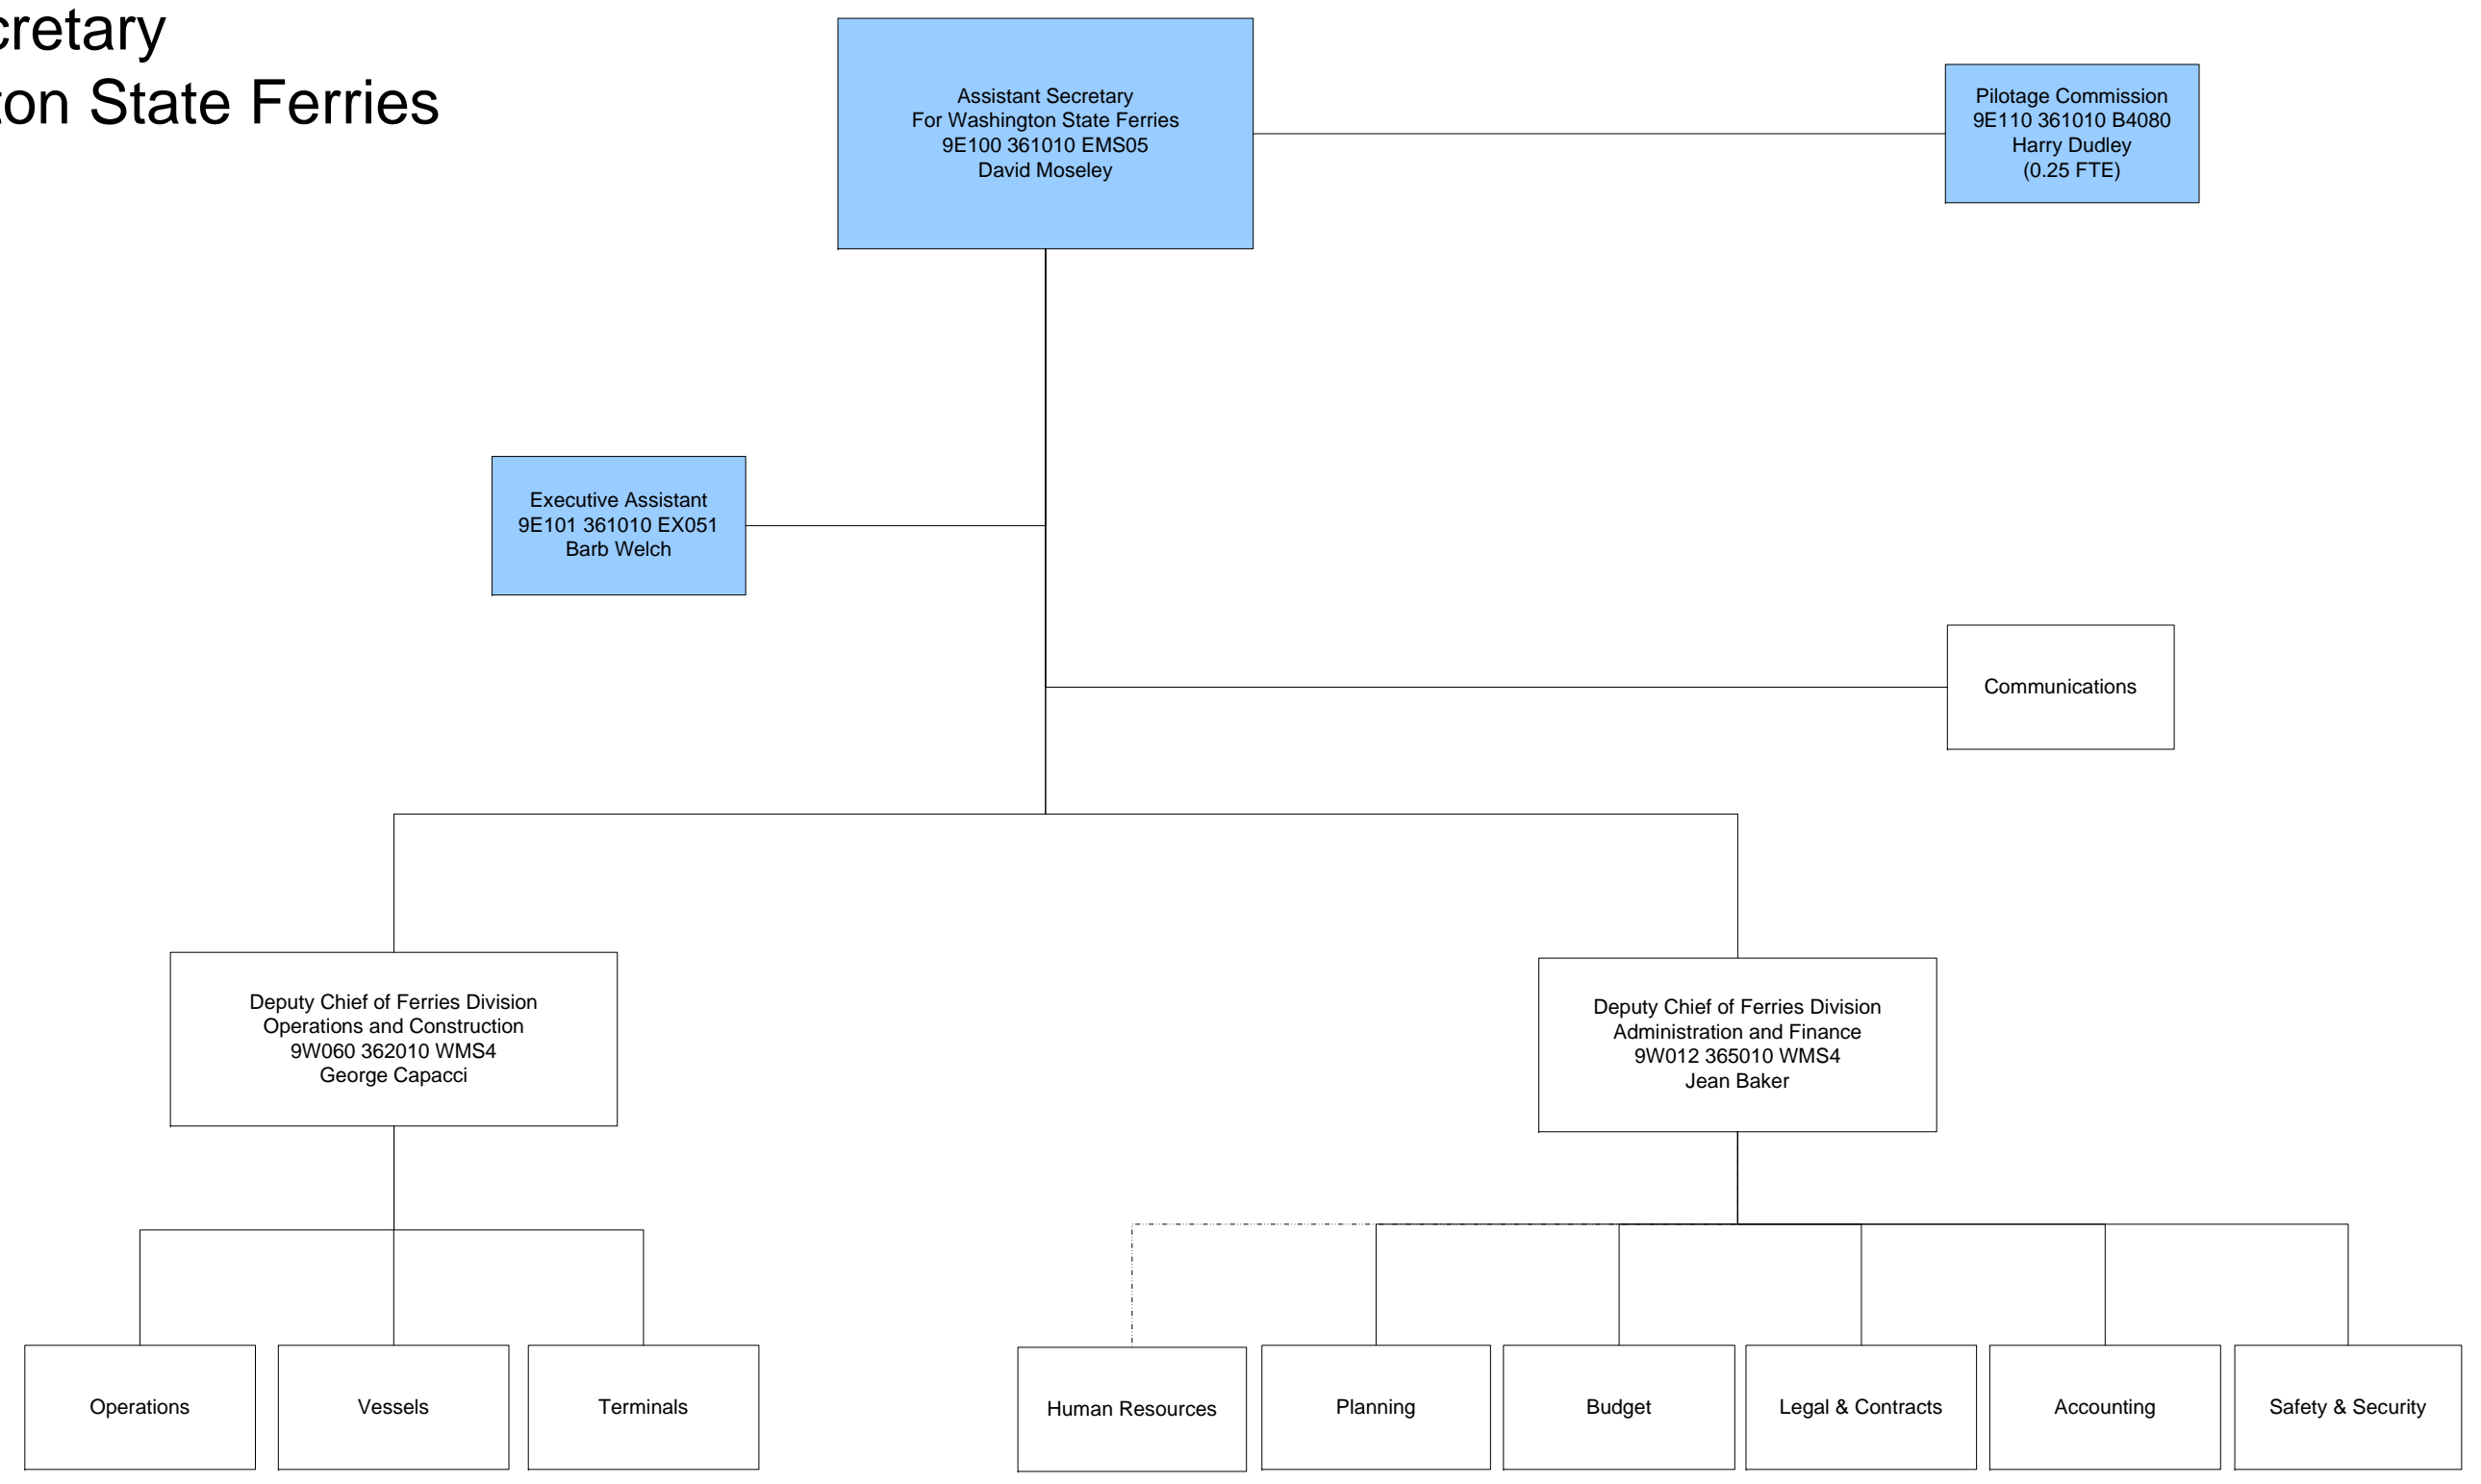 cretary
ton State Ferries
Assistant Secretary
For Washington State Ferries
9E100 361010 EMS05
David Moseley
Pilotage Commission
9E110 361010 B4080
Harry Dudley
(0.25 FTE)
Executive Assistant
9E101 361010 EX051
Barb Welch
Communications
Deputy Chief of Ferries Division
Operations and Construction
9W060 362010 WMS4
George Capacci
Deputy Chief of Ferries Division
Administration and Finance
9W012 365010 WMS4
Jean Baker
Operations
Vessels
Terminals
Human Resources
Planning
Budget
Legal & Contracts
Accounting
Safety & Security